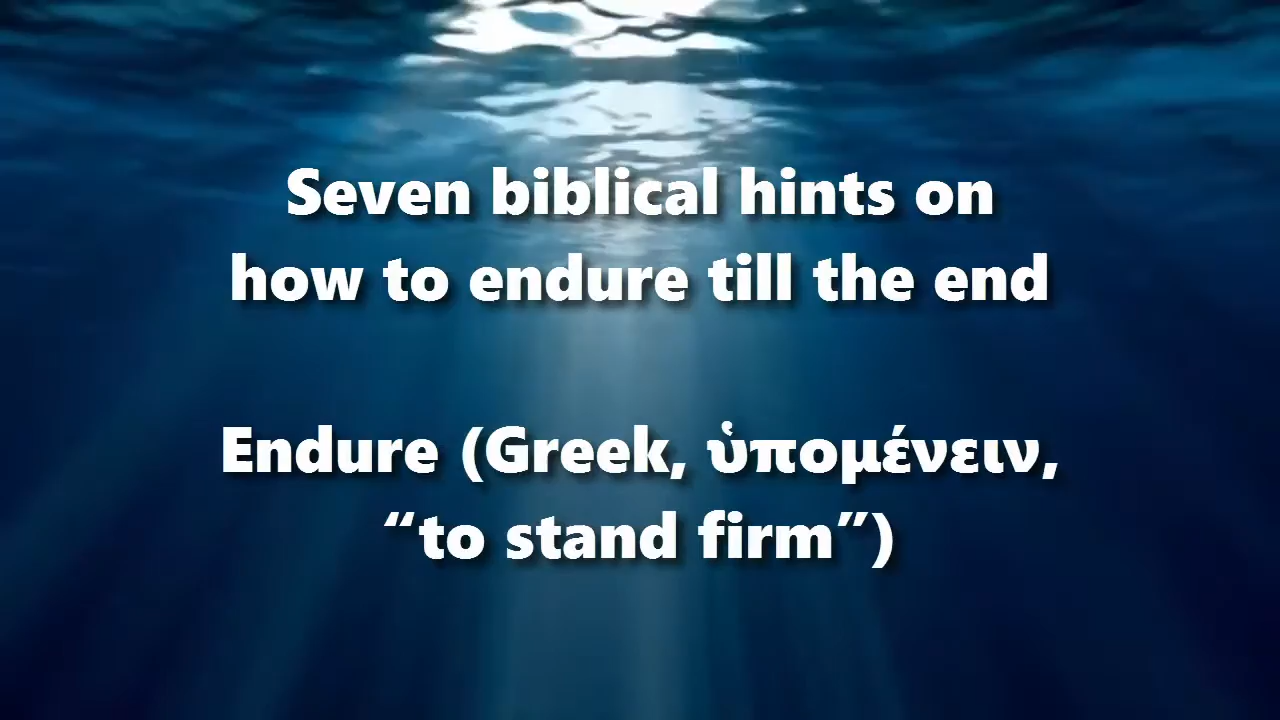 Seven biblical hints on
how to endure till the end
Endure (Greek, ὑπομένειν,
“to stand firm”)